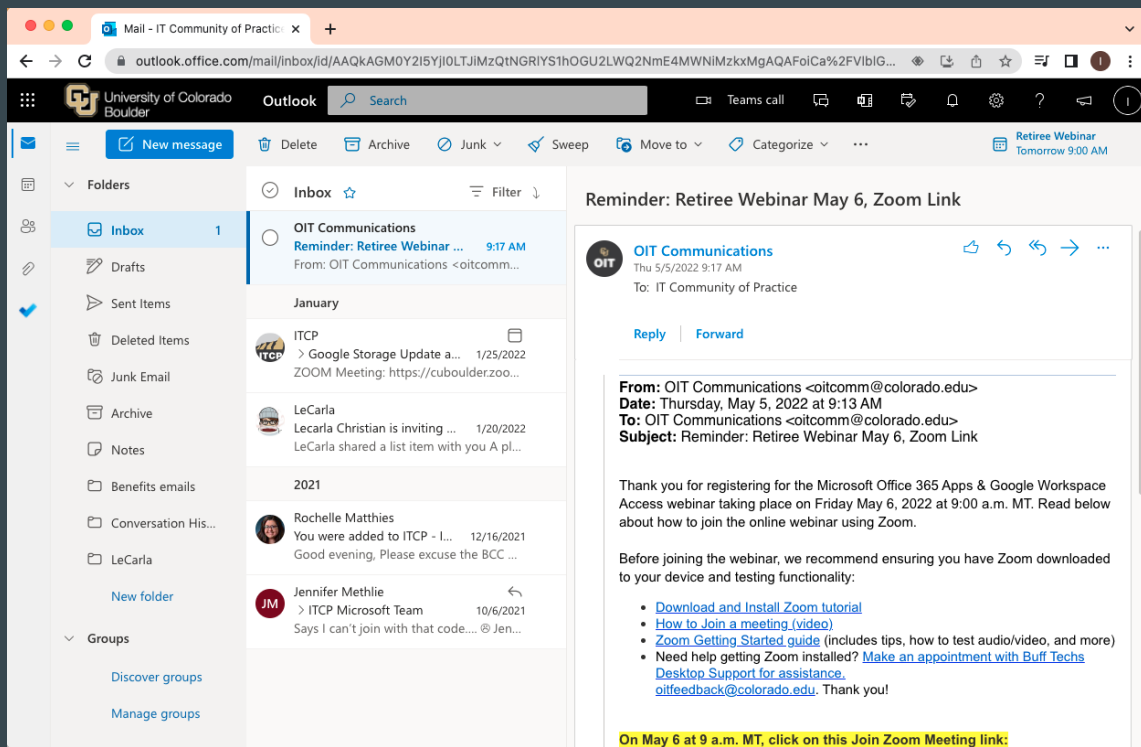 Mail - IT Community of Practice
outlook.office.com/mail/inbox/id/AAQkAGM0Y2I5YjI0LTJiMzQtNGRlYS1hOGU2LWQ2NmE4MWNiMzkxMgAQAFoiCa%2FVIblG...
I
University of Colorado
Boulder
Outlook
Search
Teams call
I
New message
Delete
Archive
Junk
Sweep
Move to
Categorize
Retiree Webinar
Tomorrow 9:00 AM
Folders
Inbox 1
Drafts
Sent Items
Deleted Items
Junk Email
Archive
Notes
Benefits emails
Conversation His...
LeCarla
New folder
Groups
Discover groups
Manage groups
Inbox
Filter
OIT Communications
Reminder: Retiree Webinar ... 9:17 AM
From: OIT Communications <oitcomm...
January
ITCP
ITCP
> Google Storage Update a... 1/25/2022
ZOOM Meeting: https://cuboulder.zoo...
LeCarla
Lecarla Christian is inviting ... 1/20/2022
LeCarla shared a list item with you A pl...
2021
Rochelle Matthies
You were added to ITCP - I... 12/16/2021
Good evening, Please excuse the BCC ...
JM
Jennifer Methlie
> ITCP Microsoft Team 10/6/2021
Says I can't join with that code.... ☹ Jen...
Reminder: Retiree Webinar May 6, Zoom Link
OIT
OIT Communications
Thu 5/5/2022 9:17 AM
To: IT Community of Practice
Reply
Forward
From: OIT Communications <oitcomm@colorado.edu>
Date: Thursday, May 5, 2022 at 9:13 AM
To: OIT Communications <oitcomm@colorado.edu>
Subject: Reminder: Retiree Webinar May 6, Zoom Link
Thank you for registering for the Microsoft Office 365 Apps & Google Workspace
Access webinar taking place on Friday May 6, 2022 at 9:00 a.m. MT. Read below
about how to join the online webinar using Zoom.
Before joining the webinar, we recommend ensuring you have Zoom downloaded
to your device and testing functionality:
• Download and Install Zoom tutorial
• How to Join a meeting (video)
• Zoom Getting Started guide (includes tips, how to test audio/video, and more)
• Need help getting Zoom installed? Make an appointment with Buff Techs
Desktop Support for assistance.
oitfeedback@colorado.edu. Thank you!
On May 6 at 9 a.m. MT, click on this Join Zoom Meeting link: